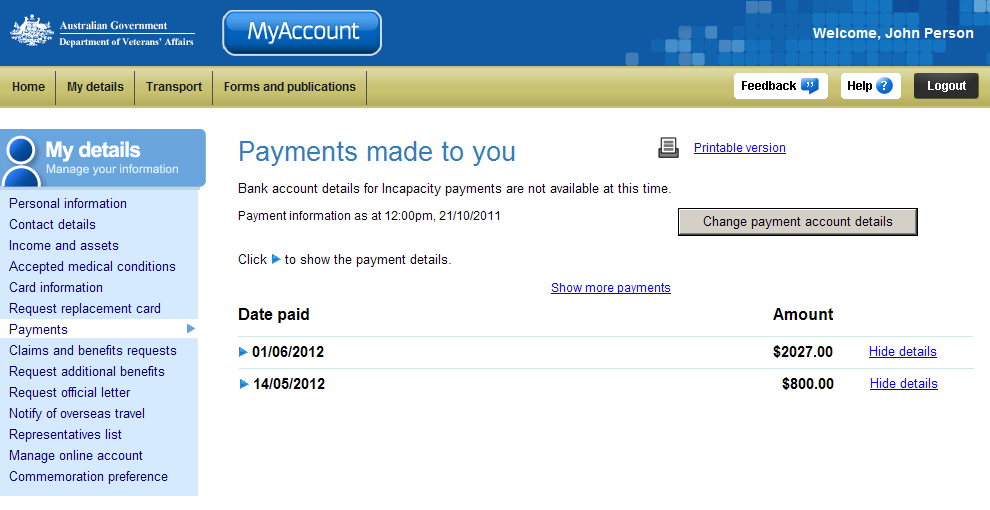 Australian Government
Department of Veterans' Affairs
MyAccount
Welcome, John Person
Home
My details
Transport
Forms and publications
Feedback
Help ?
Logout
My details
Manage your information
Personal information
Contact details
Income and assets
Accepted medical conditions
Card information
Request replacement card
Payments
Claims and benefits requests
Request additional benefits
Request official letter
Notify of overseas travel
Representatives list
Manage online account
Commemoration preference
Payments made to you
Printable version
Bank account details for Incapacity payments are not available at this time.
Payment information as at 12:00pm, 21/10/2011
Change payment account details
Click to show the payment details.
Show more payments
Date paid Amount
01/06/2012 $2027.00 Hide details
14/05/2012 $800.00 Hide details